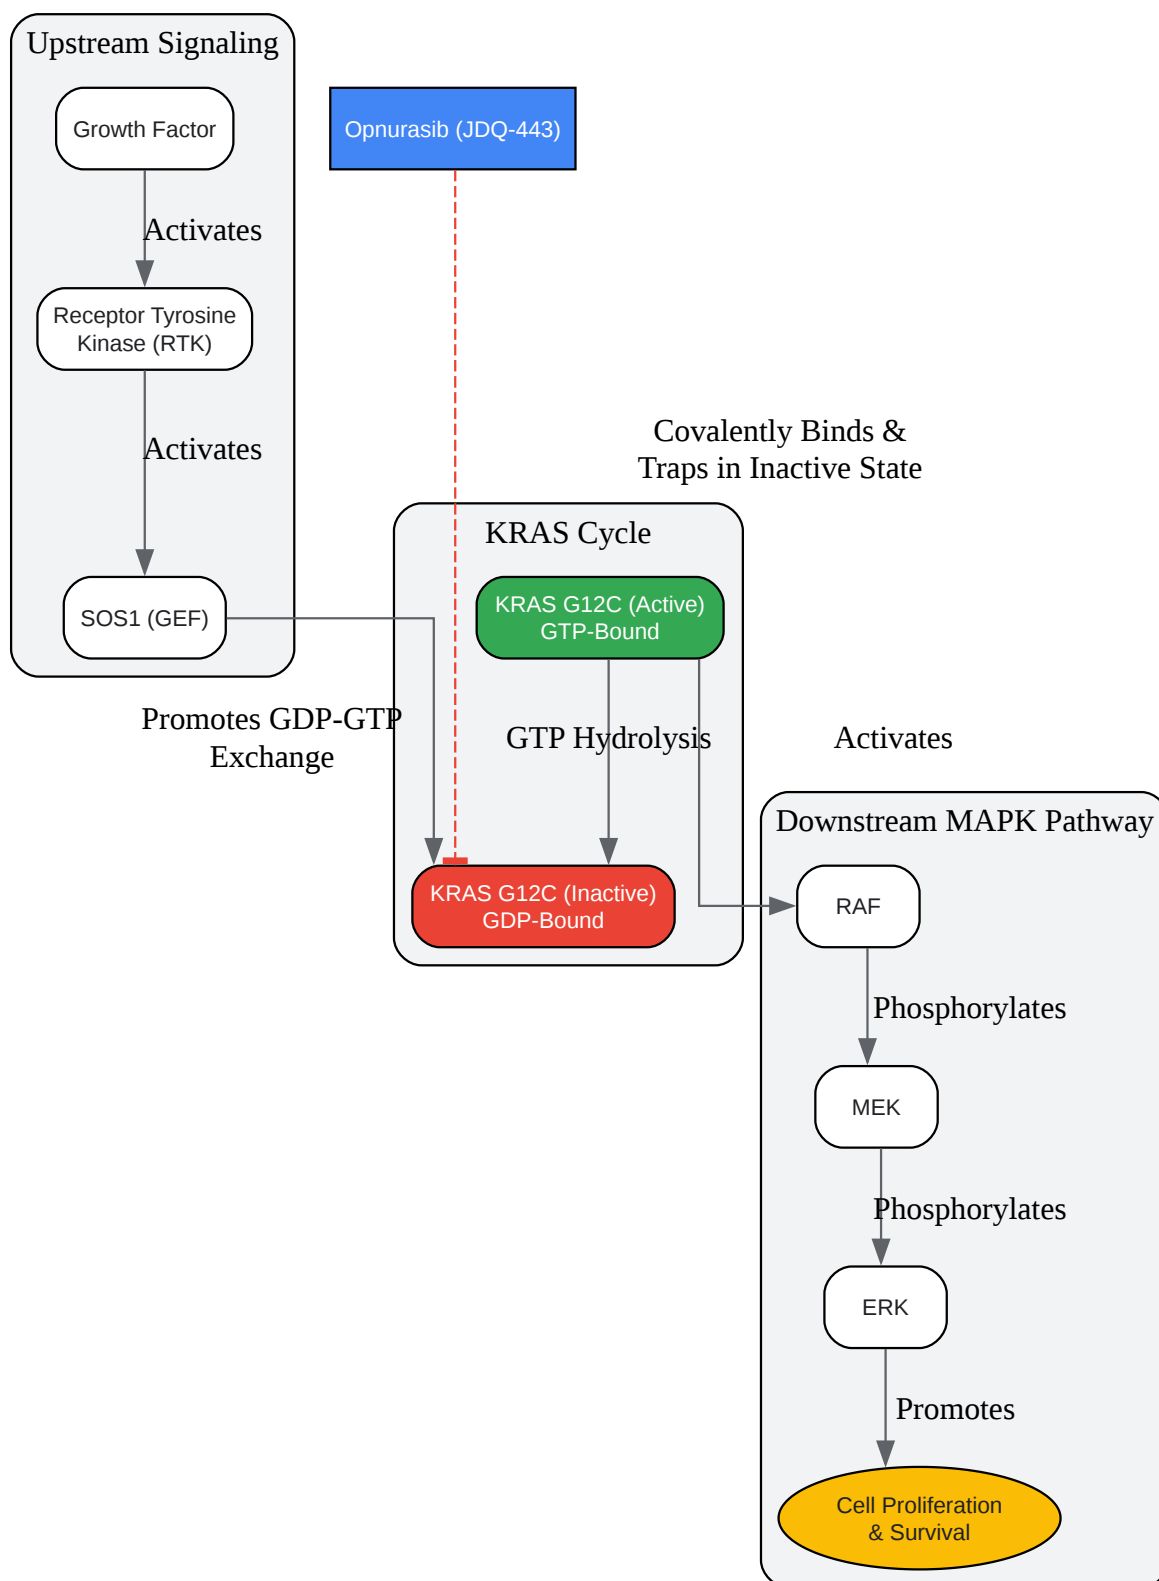 Upstream Signaling
Growth Factor
Opnurasib (JDQ-443)
Activates
Receptor Tyrosine
Kinase (RTK)
Activates
Covalently Binds &
Traps in Inactive State
KRAS Cycle
SOS1 (GEF)
KRAS G12C (Active)
GTP-Bound
Promotes GDP-GTP
Exchange
GTP Hydrolysis
Activates
Downstream MAPK Pathway
KRAS G12C (Inactive)
GDP-Bound
RAF
Phosphorylates
MEK
Phosphorylates
ERK
Promotes
Cell Proliferation
& Survival